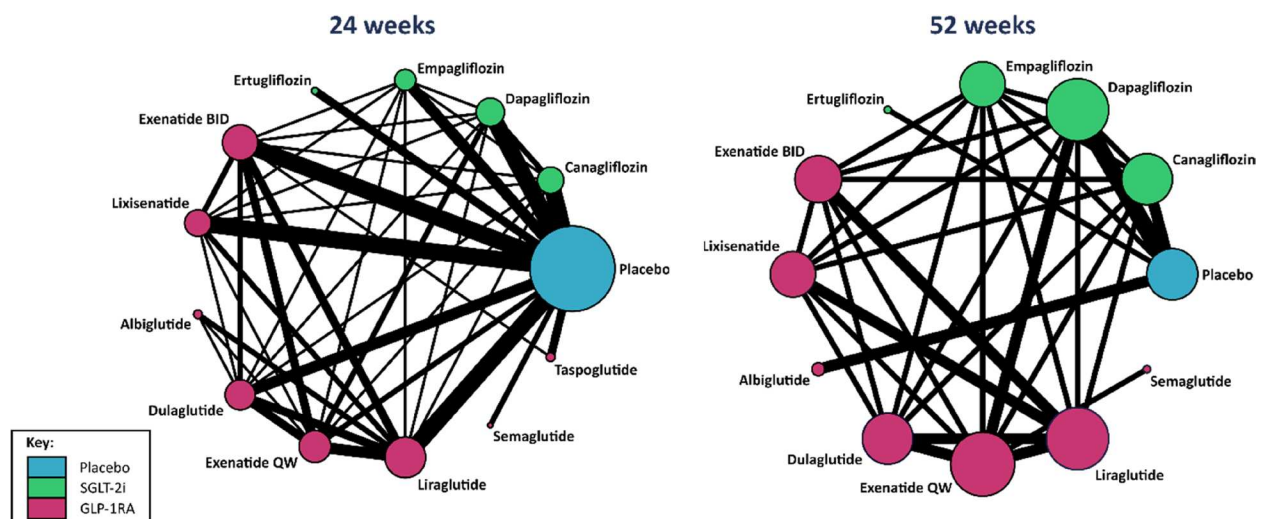 24 weeks
Empagliflozin
Ertugliflozin
Dapagliflozin
Exenatide BID
Canagliflozin
Lixisenatide
Placebo
Albiglutide
Taspoglutide
Dulaglutide
Semaglutide
Exenatide QW
Liraglutide
52 weeks
Empagliflozin
Dapagliflozin
Ertugliflozin
Exenatide BID
Canagliflozin
Lixisenatide
Placebo
Albiglutide
Semaglutide
Dulaglutide
Liraglutide
Exenatide QW
Key:
Placebo
SGLT-2i
GLP-1RA